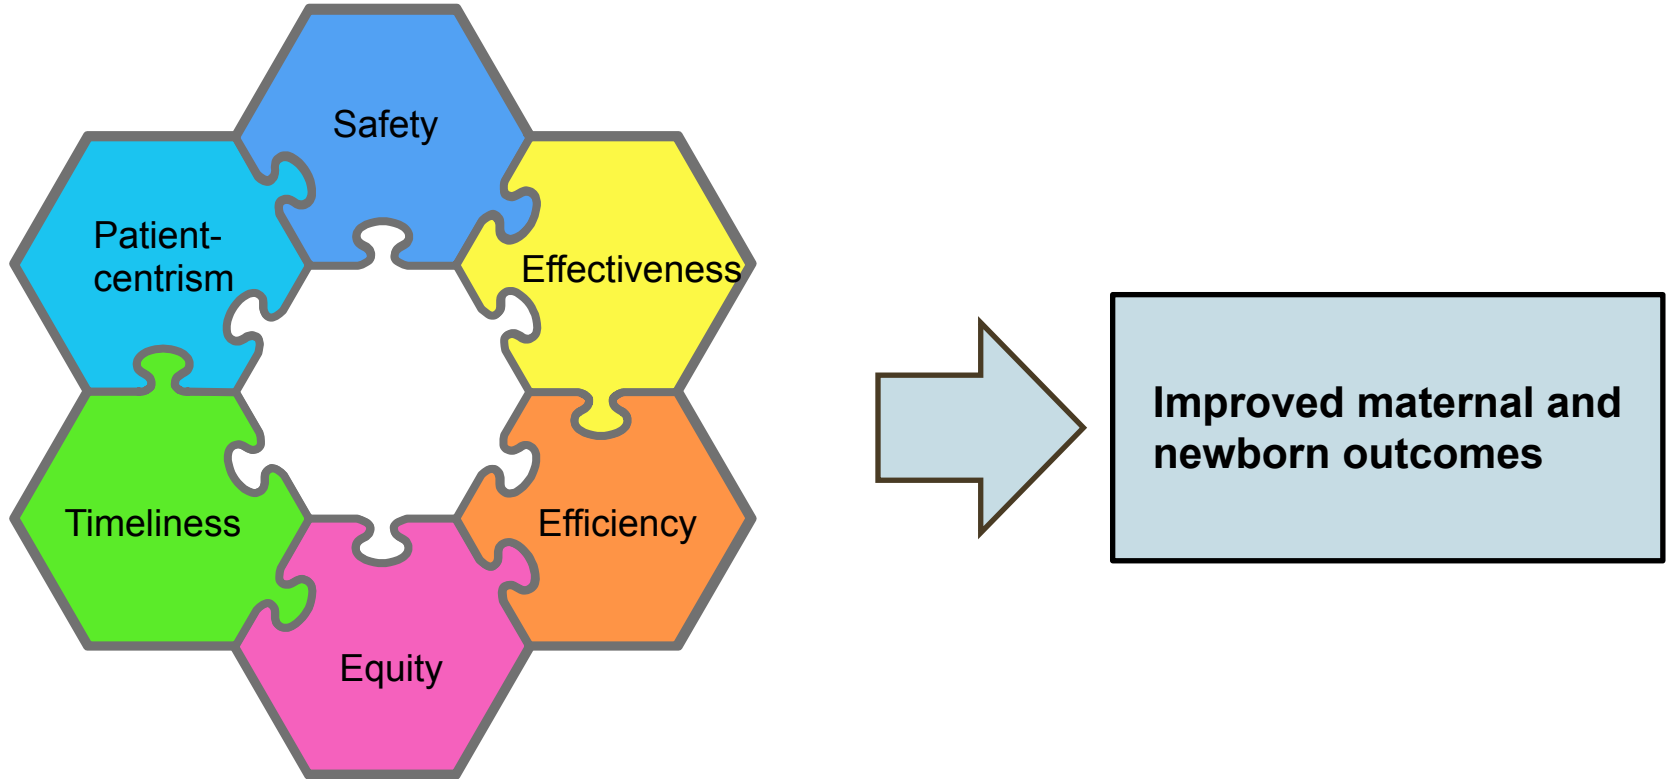 Safety
Patient-
centrism
Effectiveness
Timeliness
Efficiency
Equity
Improved maternal and
newborn outcomes